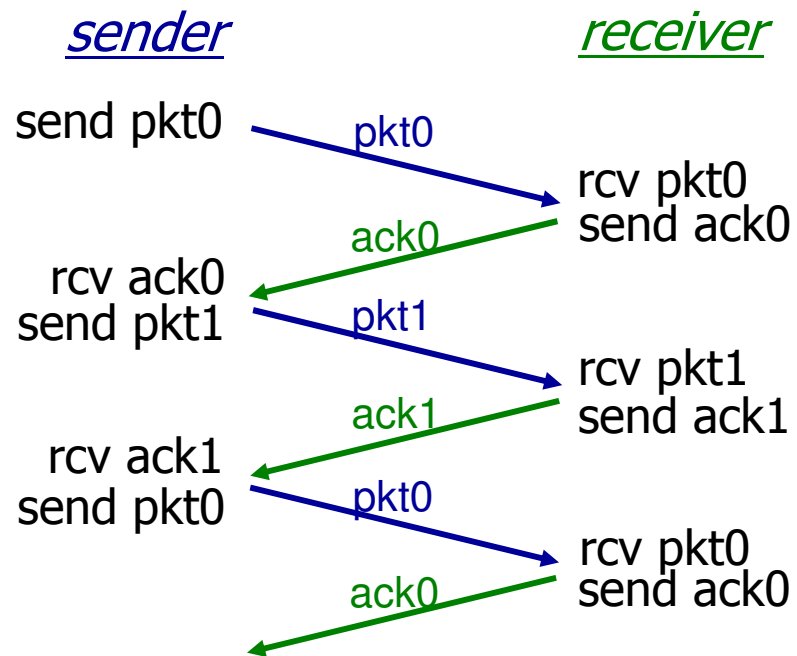 sender
receiver
send pkt0
pkt0
rcv pkt0
send ack0
ack0
rcv ack0
send pkt1
pkt1
rcv pkt1
send ack1
ack1
rcv ack1
send pkt0
pkt0
rcv pkt0
send ack0
ack0